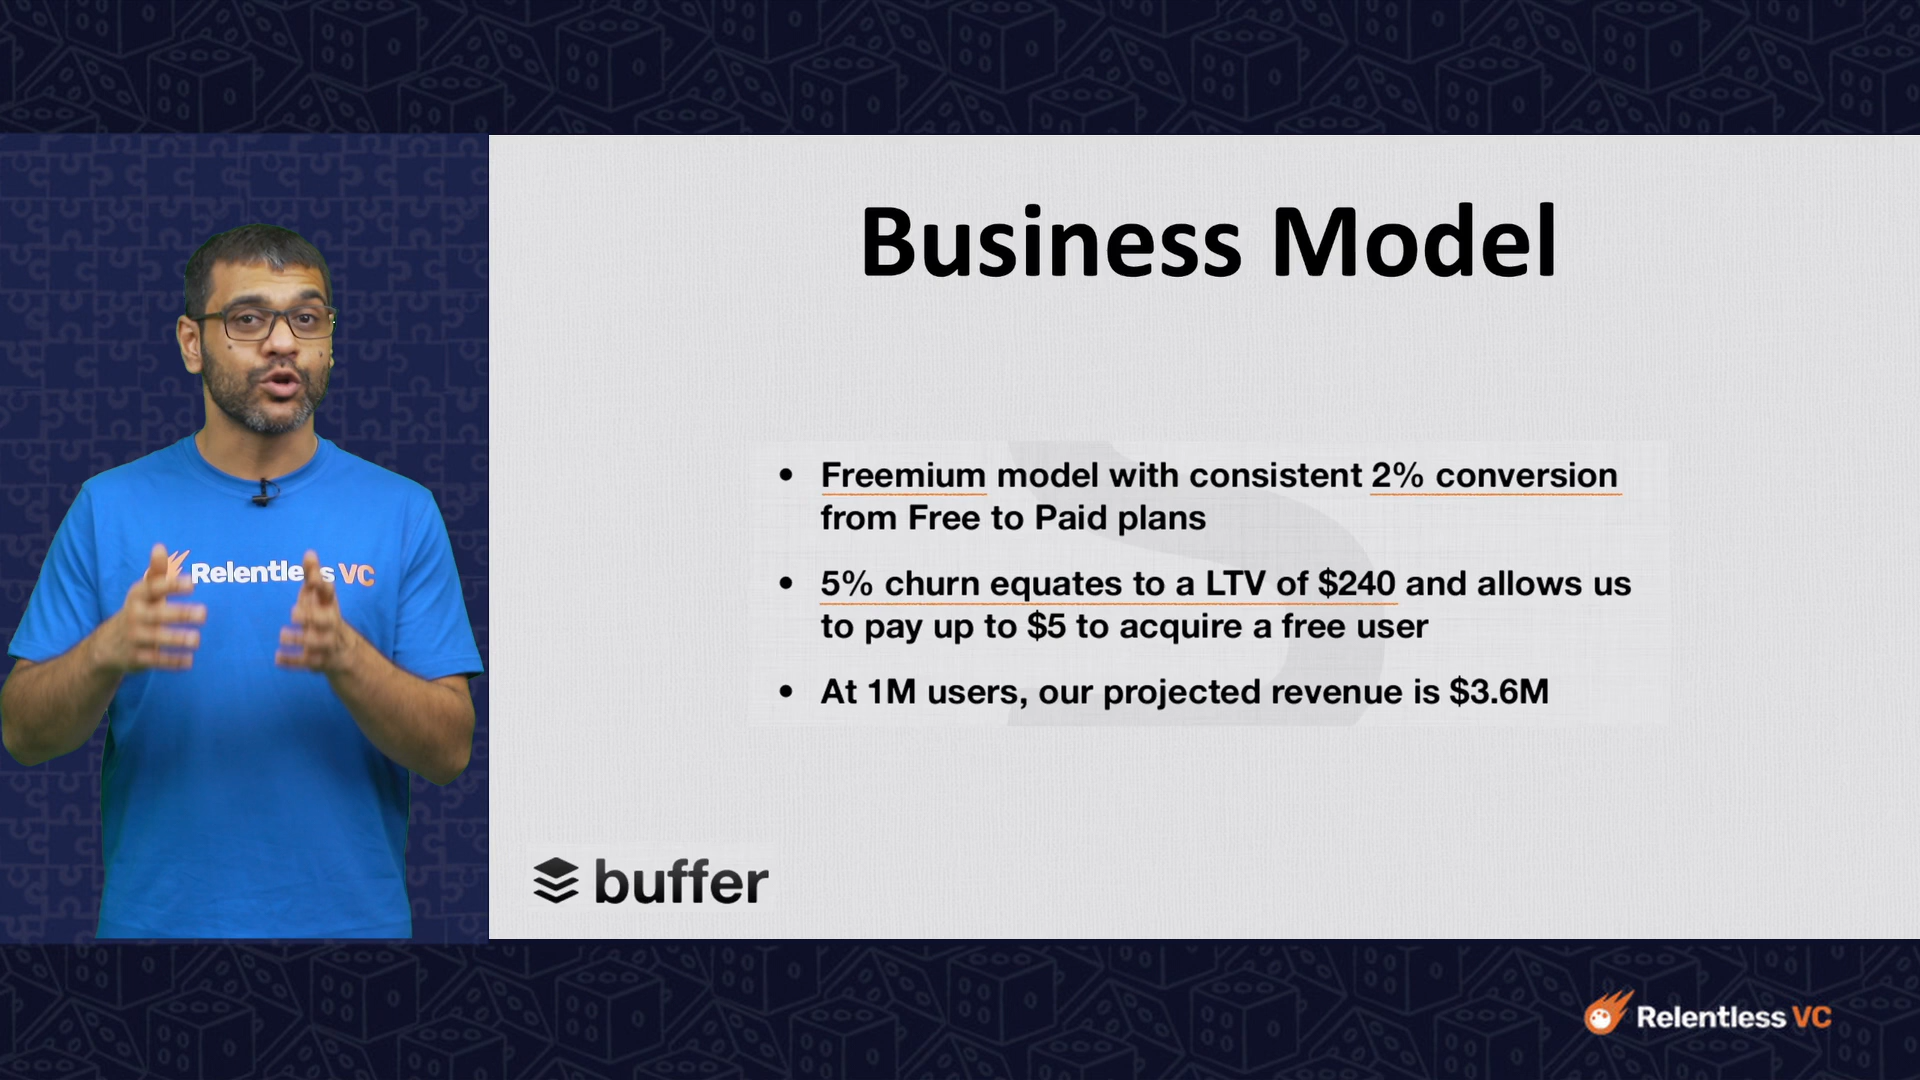 Business Model
• Freemium model with consistent 2% conversion
from Free to Paid plans
• 5% churn equates to a LTV of $240 and allows us
to pay up to $5 to acquire a free user
• At 1M users, our projected revenue is $3.6M
Relentless VC
buffer
Relentless VC